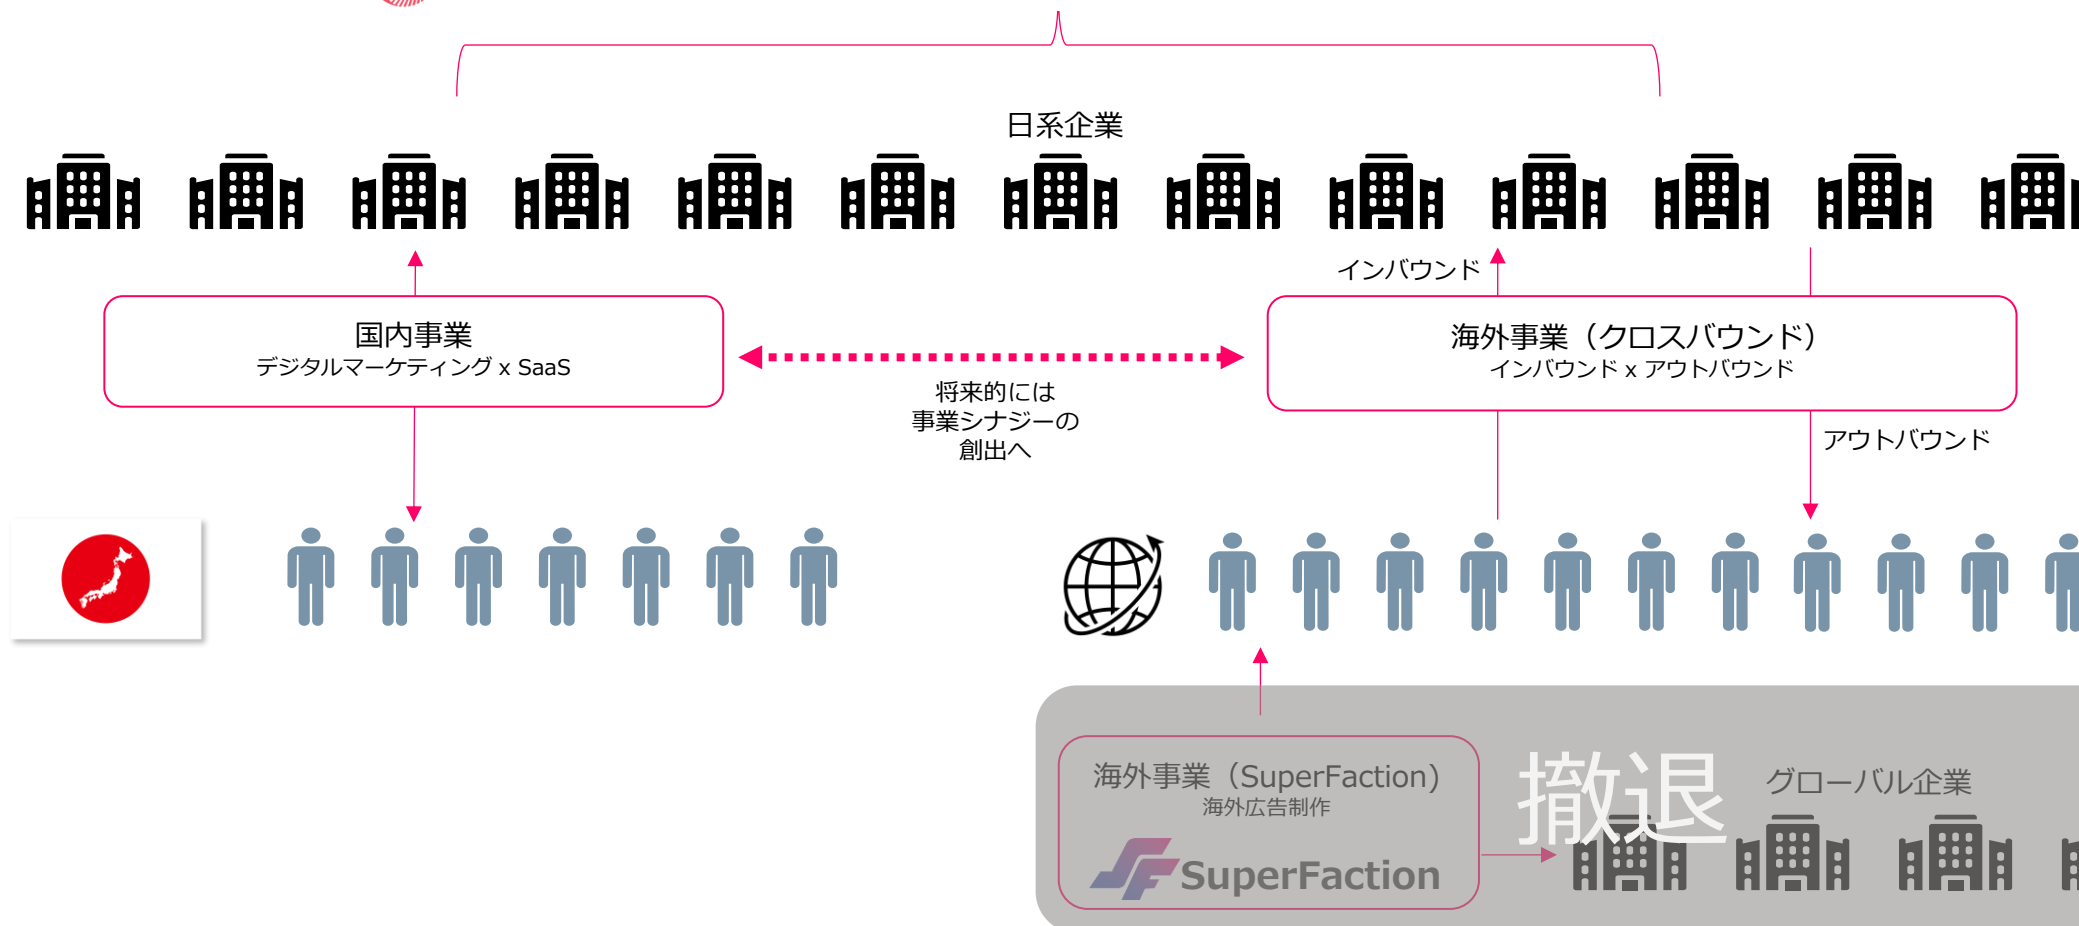 日系企業
インバウンド
国内事業
デジタルマーケティング x SaaS
海外事業（クロスバウンド）
インバウンド x アウトバウンド
将来的には
事業シナジーの
創出へ
アウトバウンド
海外事業（SuperFaction)
海外広告制作
SuperFaction
撤退
グローバル企業